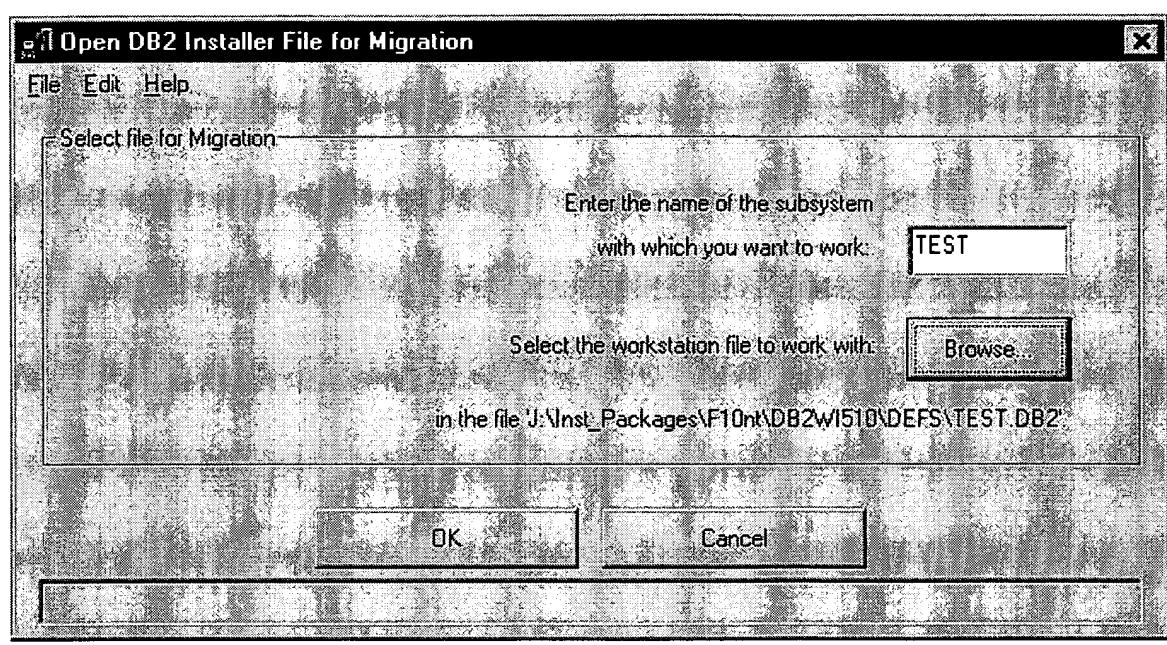 Open DB2 Installer File for Migration
File Edit Help
Select file for Migration
Enter the name of the subsystem
with which you want to work:
TEST
Select the workstation file to work with:
Browse...
in the file 'J:\Inst_Packages\F10nt\DB2WI510\DEFS\TEST.DB2'.
OK Cancel